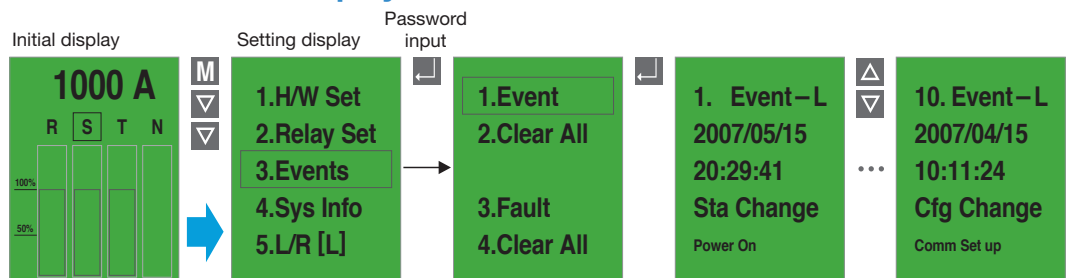 Password
input
Initial display
Setting display
1000 A
R S T N
100%
50%
M
1.H/W Set
2.Relay Set
3.Events
4.Sys Info
5.L/R [L]
1.Event
2.Clear All
3.Fault
4.Clear All
1. Event–L
2007/05/15
20:29:41
Sta Change
Power On
...
10. Event–L
2007/04/15
10:11:24
Cfg Change
Comm Set up